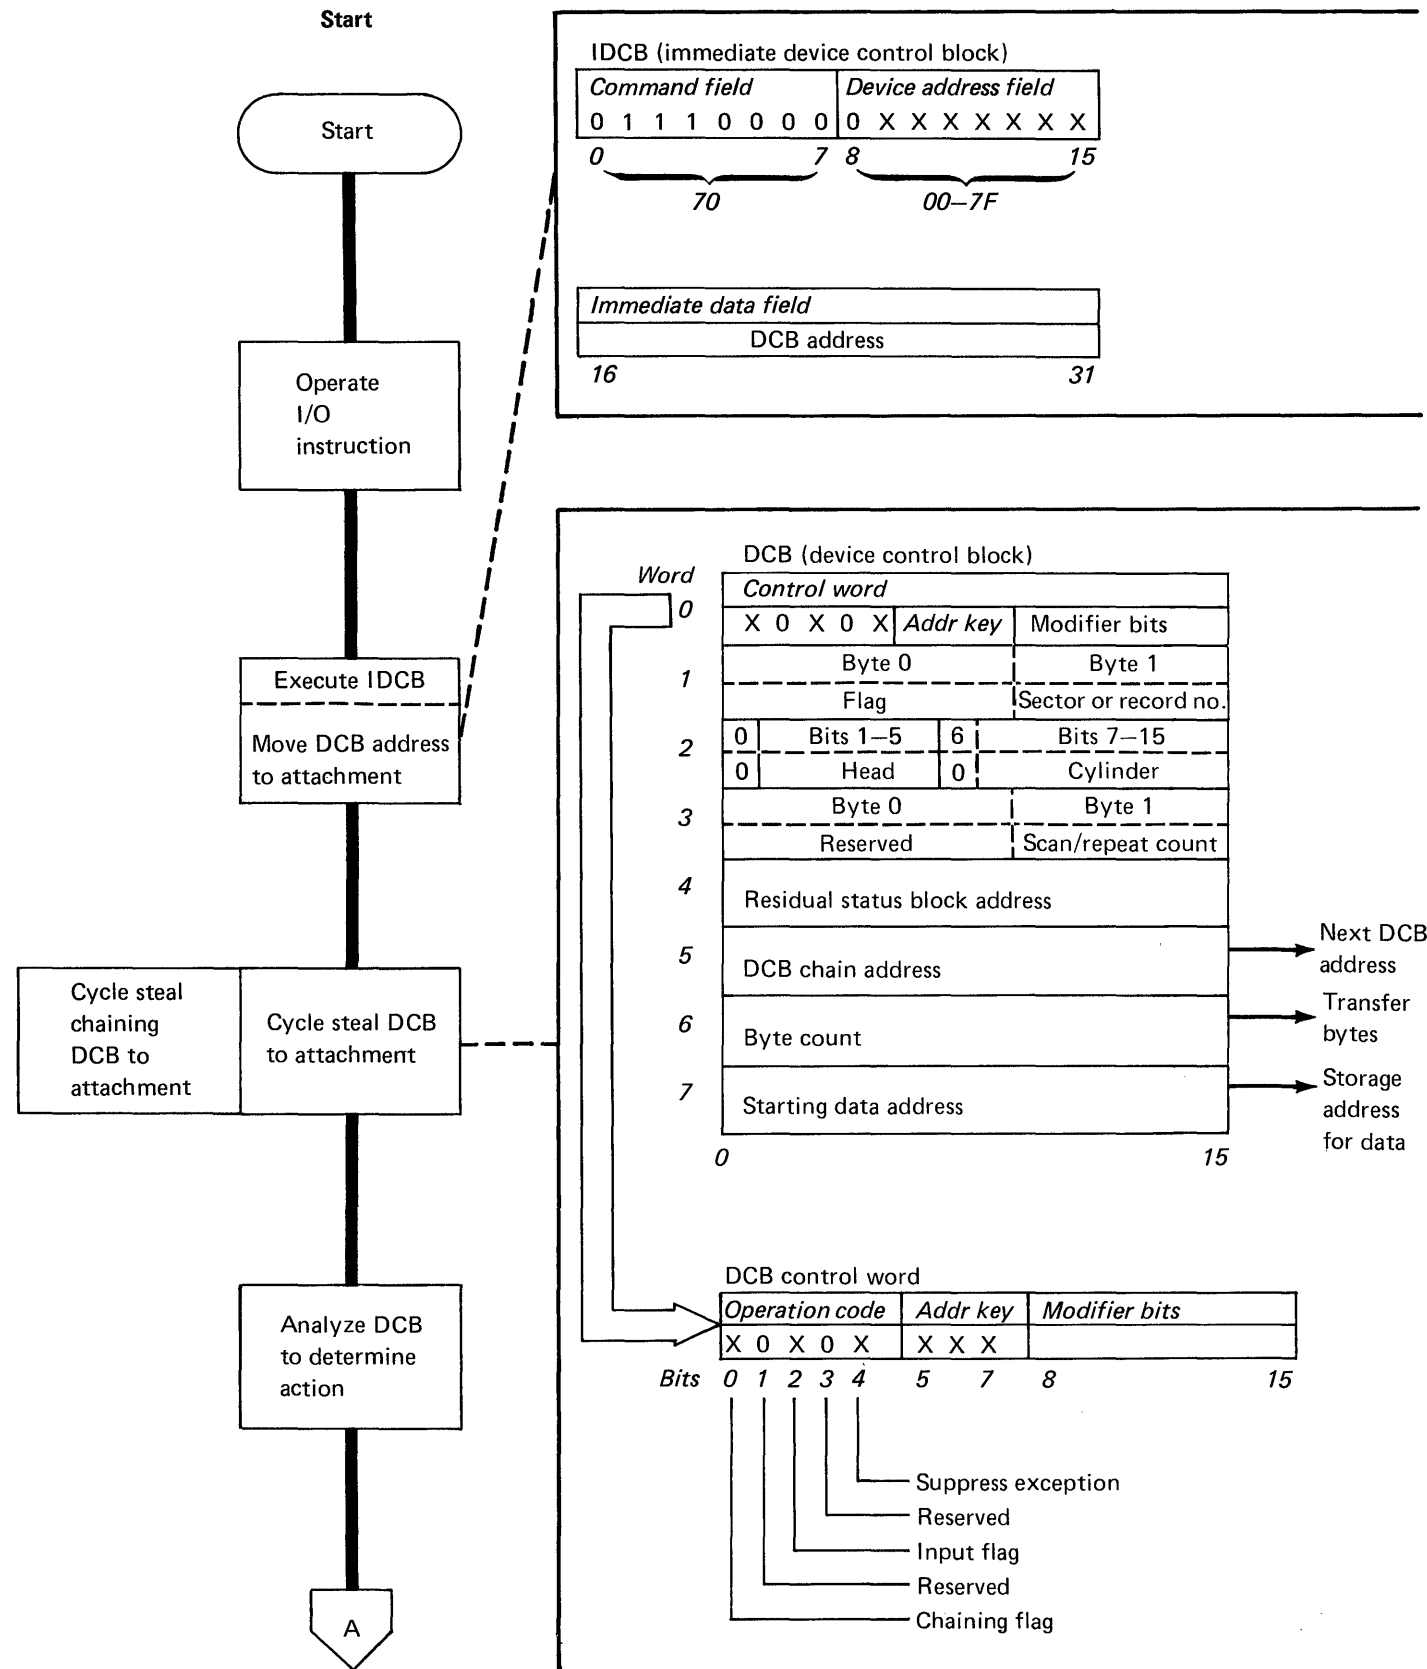 Start
Start
Operate
I/O
instruction
Execute IDCB
Move DCB address
to attachment
Cycle steal
chaining
DCB to
attachment
Cycle steal DCB
to attachment
Analyze DCB
to determine
action
A
IDCB (immediate device control block)
Command field Device address field
0 1 1 1 0 0 0 0 0 X X X X X X X
0 7 8 15
70 00–7F
Immediate data field
DCB address
16 31
DCB (device control block)
Word
Control word
0 X 0 X 0 X Addr key Modifier bits
1 Byte 0 Byte 1
Flag Sector or record no.
2 0 Bits 1–5 6 Bits 7–15
0 Head 0 Cylinder
3 Byte 0 Byte 1
Reserved Scan/repeat count
4 Residual status block address
5 DCB chain address
Next DCB
address
6 Byte count
Transfer
bytes
7 Starting data address
Storage
address
for data
0 15
DCB control word
Operation code Addr key Modifier bits
X 0 X 0 X X X X
Bits 0 1 2 3 4 5 7 8 15
Suppress exception
Reserved
Input flag
Reserved
Chaining flag